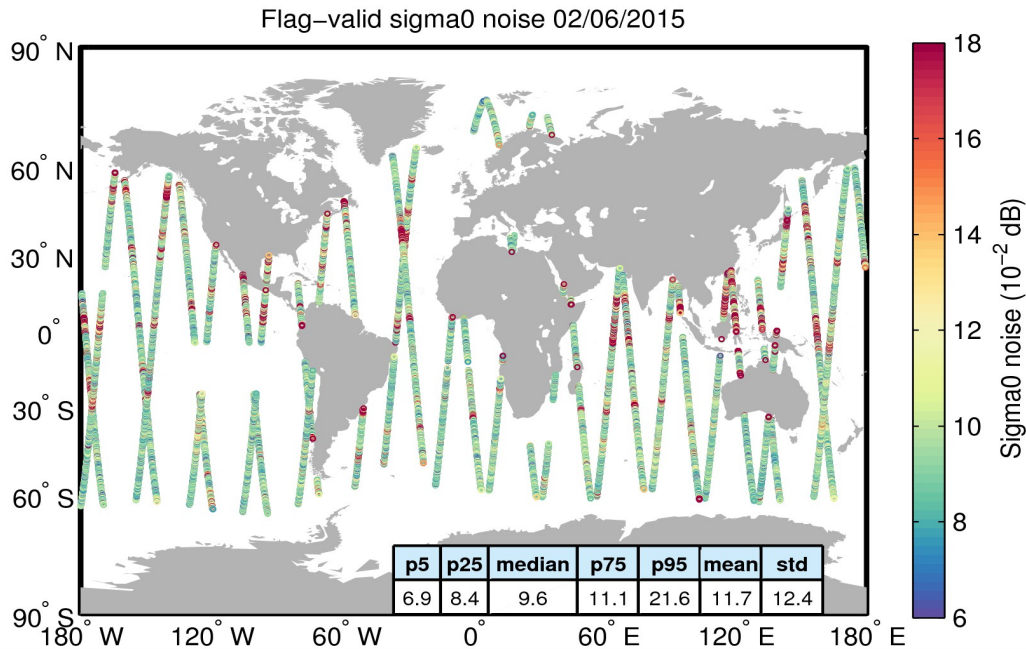 Flag−valid sigma0 noise 02/06/2015
90° N
60° N
30° N
0°
30° S
60° S
90° S
180° W
120° W
60° W
0°
60° E
120° E
180° E
p5 p25 median p75 p95 mean std
6.9 8.4 9.6 11.1 21.6 11.7 12.4
18
16
14
12
10
8
6
Sigma0 noise (10⁻² dB)